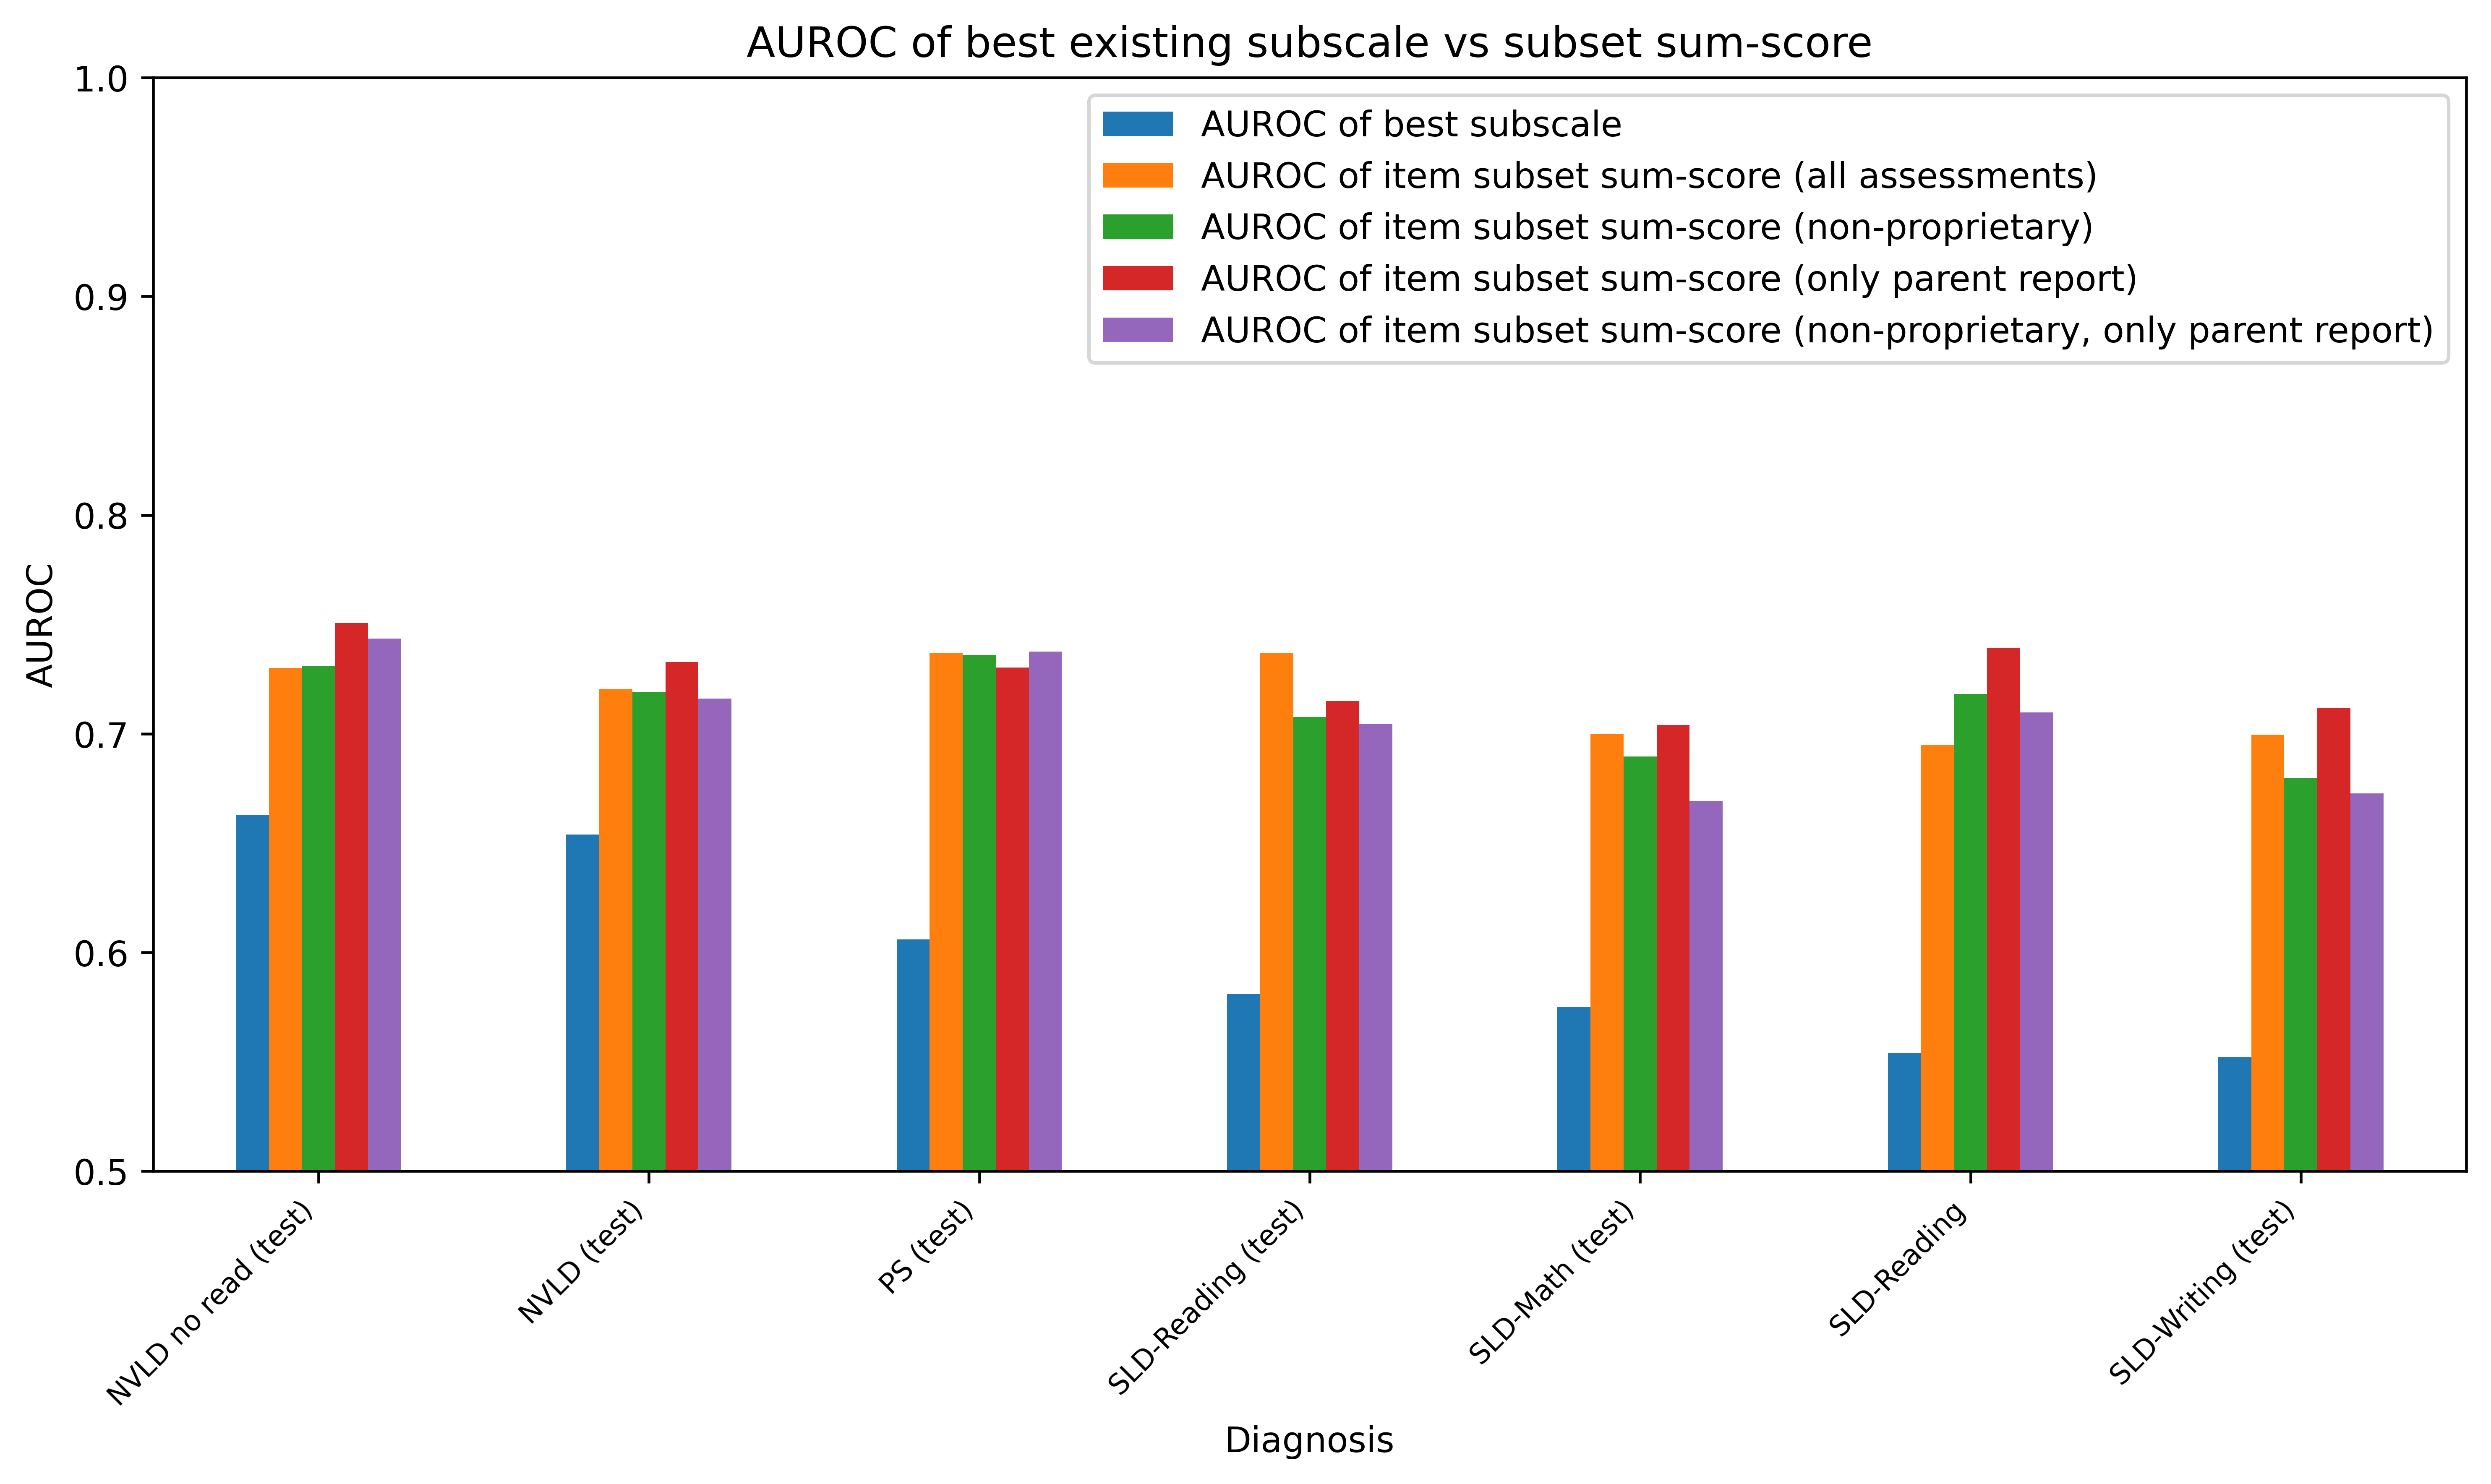 AUROC of best existing subscale vs subset sum-score
1.0
0.9
0.8
0.7
0.6
0.5
AUROC
AUROC of best subscale
AUROC of item subset sum-score (all assessments)
AUROC of item subset sum-score (non-proprietary)
AUROC of item subset sum-score (only parent report)
AUROC of item subset sum-score (non-proprietary, only parent report)
NVLD no read (test)
NVLD (test)
PS (test)
SLD-Reading (test)
SLD-Math (test)
SLD-Reading
SLD-Writing (test)
Diagnosis